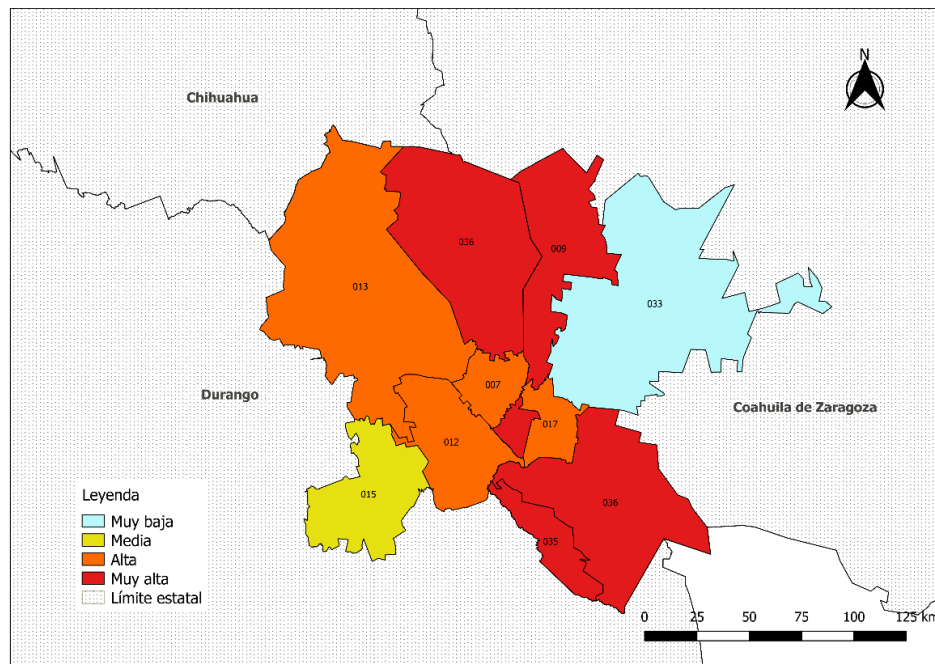 N
Chihuahua
036
009
013
033
007
Durango
Coahuila de Zaragoza
017
012
015
036
035
Leyenda
Muy baja
Media
Alta
Muy alta
Límite estatal
0 25 50 75 100 125 km